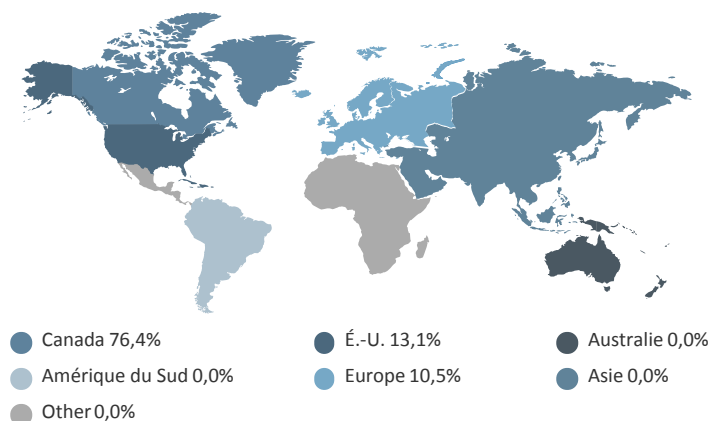 Canada 76,4%
É.-U. 13,1%
Australie 0,0%
Amérique du Sud 0,0%
Europe 10,5%
Asie 0,0%
Other 0,0%